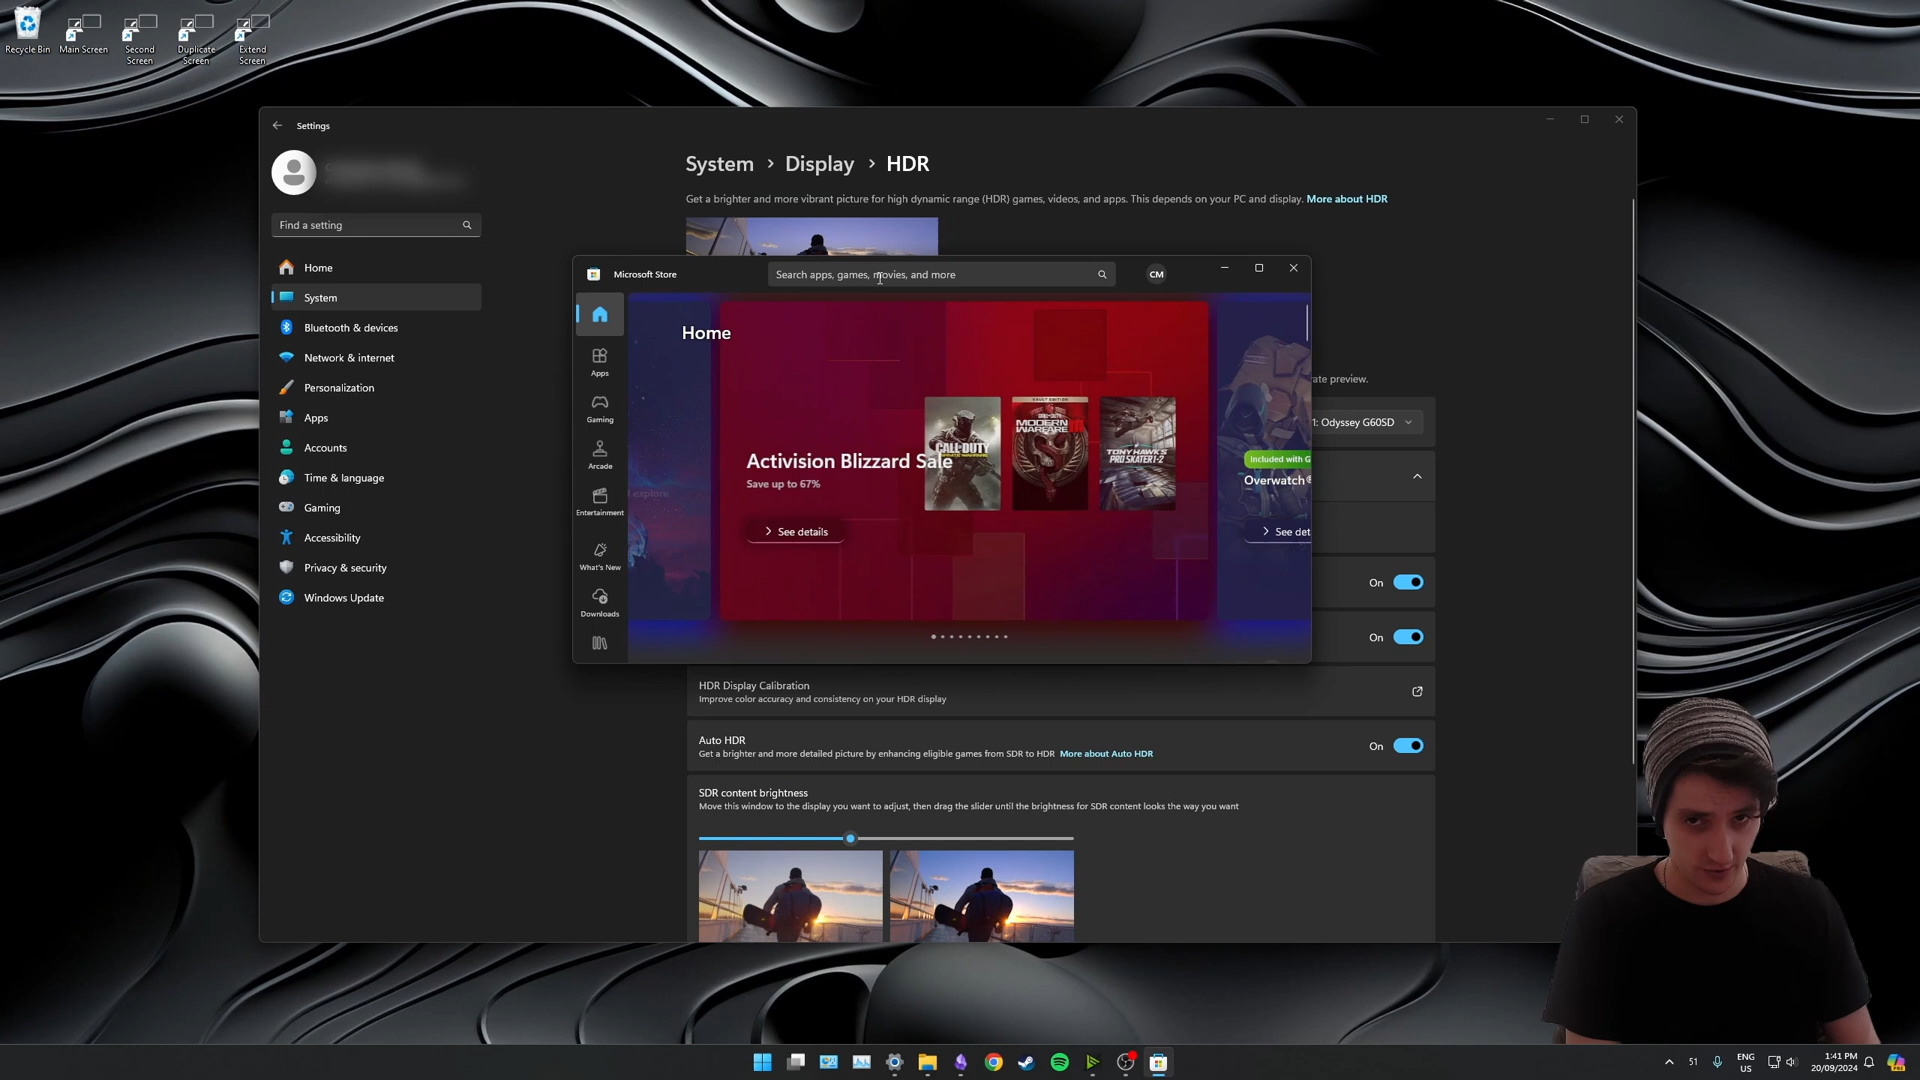 Recycle Bin
Main Screen
Second
Screen
Duplicate
Screen
Extend
Screen
Settings
Find a setting
Home
System
Bluetooth & devices
Network & internet
Personalization
Apps
Accounts
Time & language
Gaming
Accessibility
Privacy & security
Windows Update
System > Display > HDR
Get a brighter and more vibrant picture for high dynamic range (HDR) games, videos, and apps. This depends on your PC and display. More about HDR
Microsoft Store
Search apps, games, movies, and more
CM
Home
Apps
Gaming
Arcade
Entertainment
What's New
Downloads
explore
Activision Blizzard Sale
Save up to 67%
See details
CALL-DUTY
VAULT EDITION
MODERN
WARFARE
TONY HAWK'S
PRO SKATER 1+2
Included with G
Overwatch®
See det
ate preview.
1: Odyssey G60SD
On
On
HDR Display Calibration
Improve color accuracy and consistency on your HDR display
Auto HDR
Get a brighter and more detailed picture by enhancing eligible games from SDR to HDR More about Auto HDR
On
SDR content brightness
Move this window to the display you want to adjust, then drag the slider until the brightness for SDR content looks the way you want
51
ENG
US
1:41 PM
20/09/2024
PRE